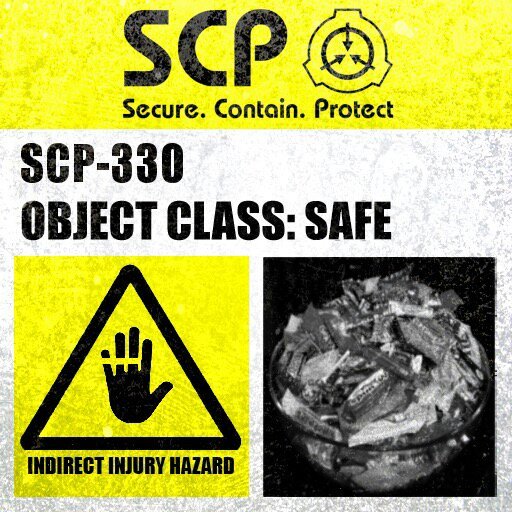 SCP
Secure. Contain. Protect
SCP-330
OBJECT CLASS: SAFE
INDIRECT INJURY HAZARD